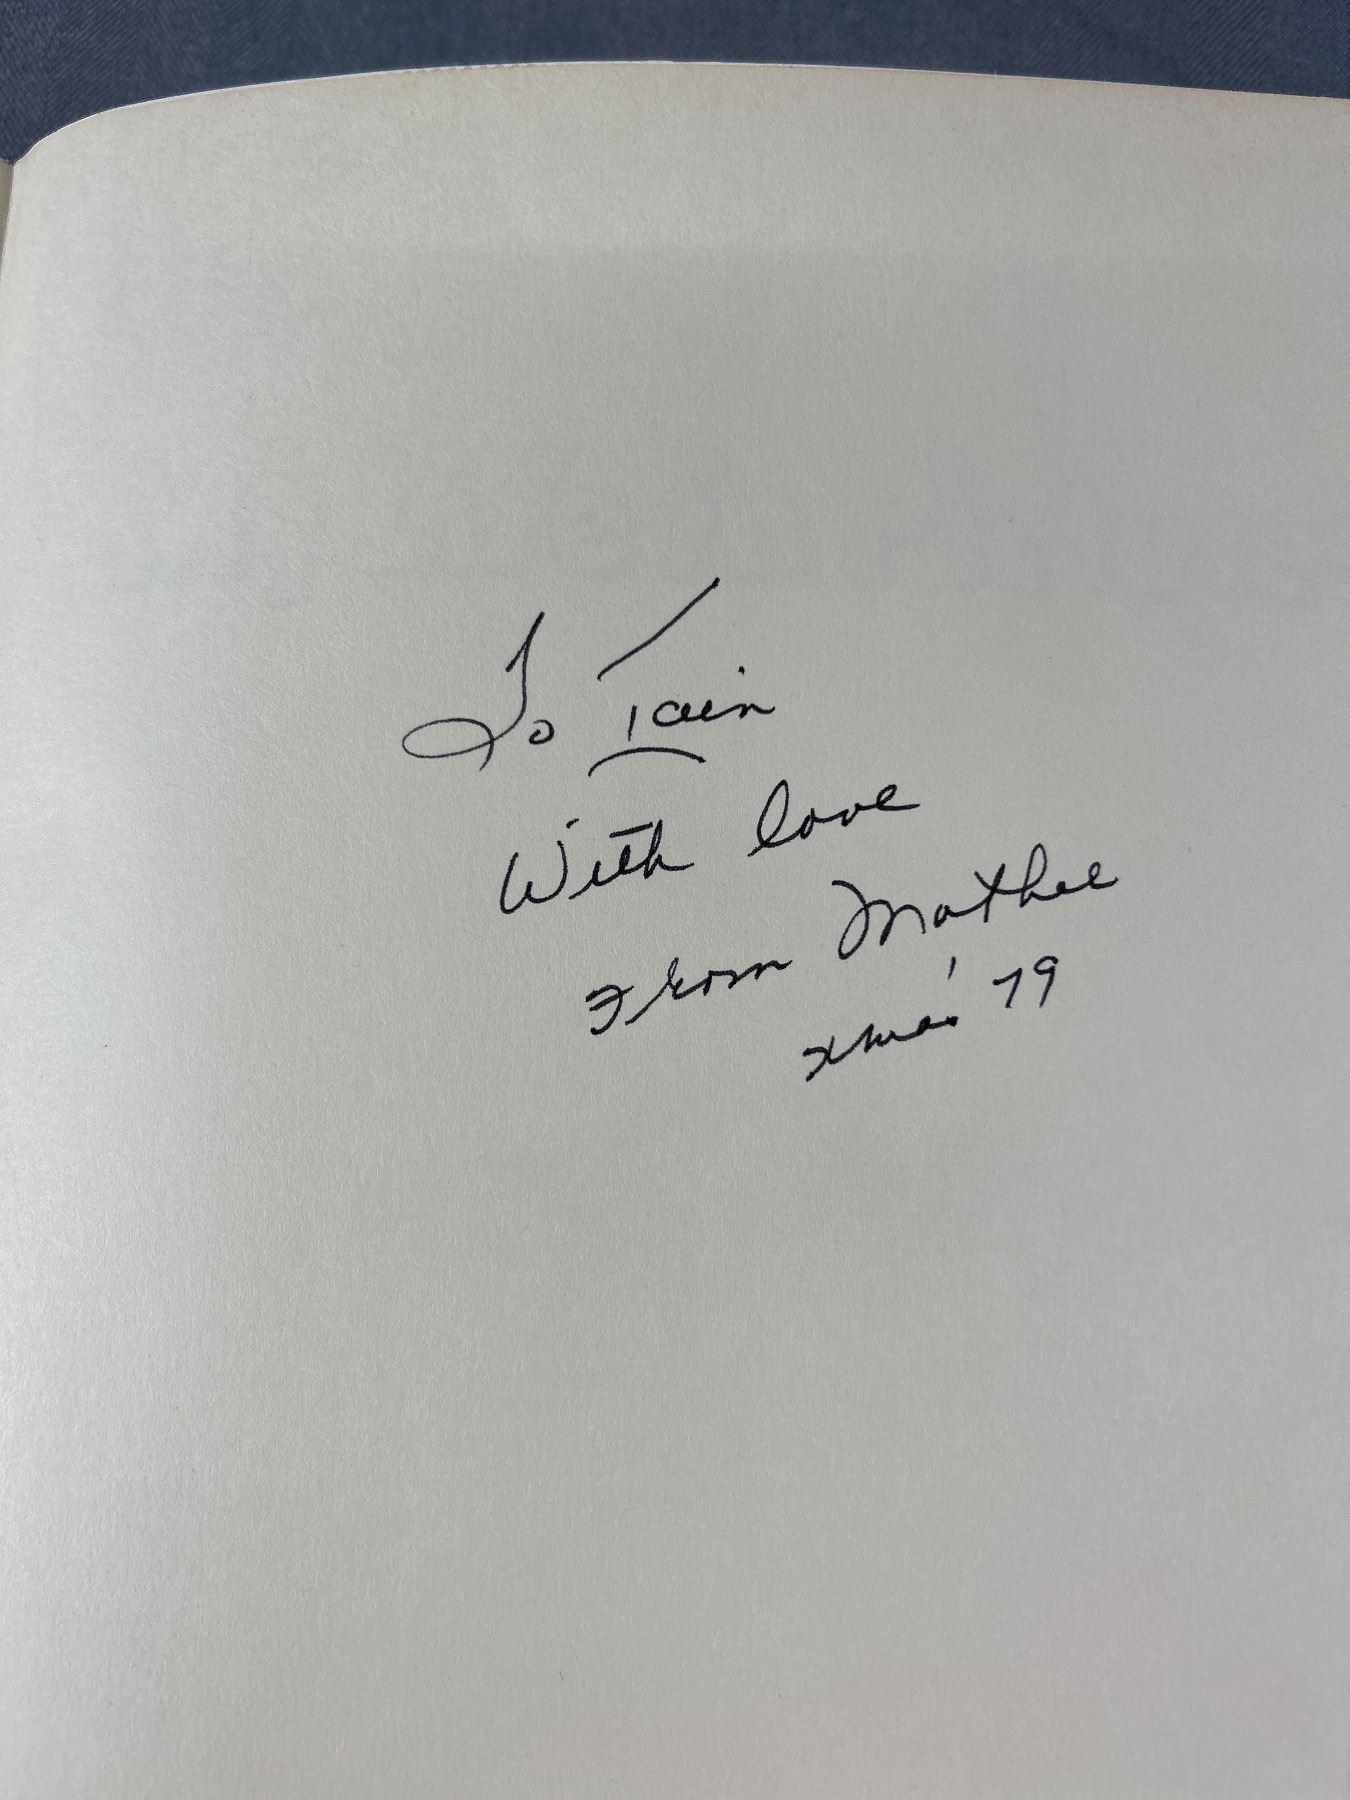 To Iain
With love
From Mother
Xmas '79